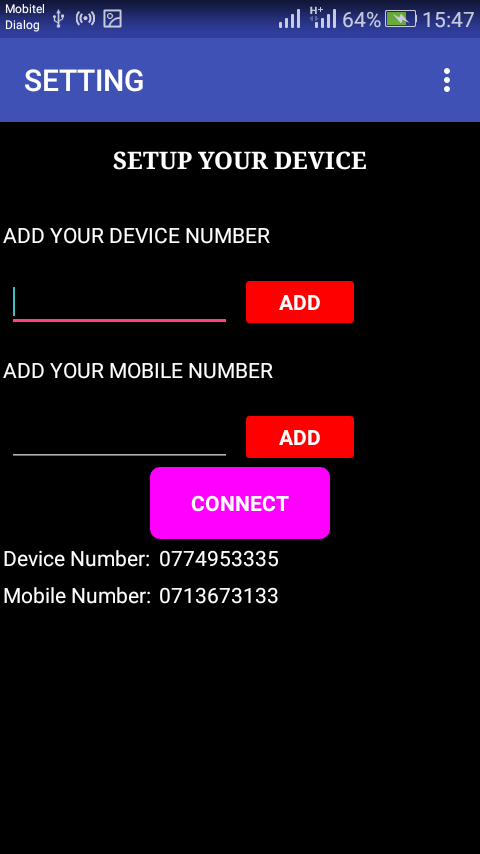 Mobitel
Dialog
H+ 64% 15:47
SETTING
SETUP YOUR DEVICE
ADD YOUR DEVICE NUMBER
ADD
ADD YOUR MOBILE NUMBER
ADD
CONNECT
Device Number: 0774953335
Mobile Number: 0713673133